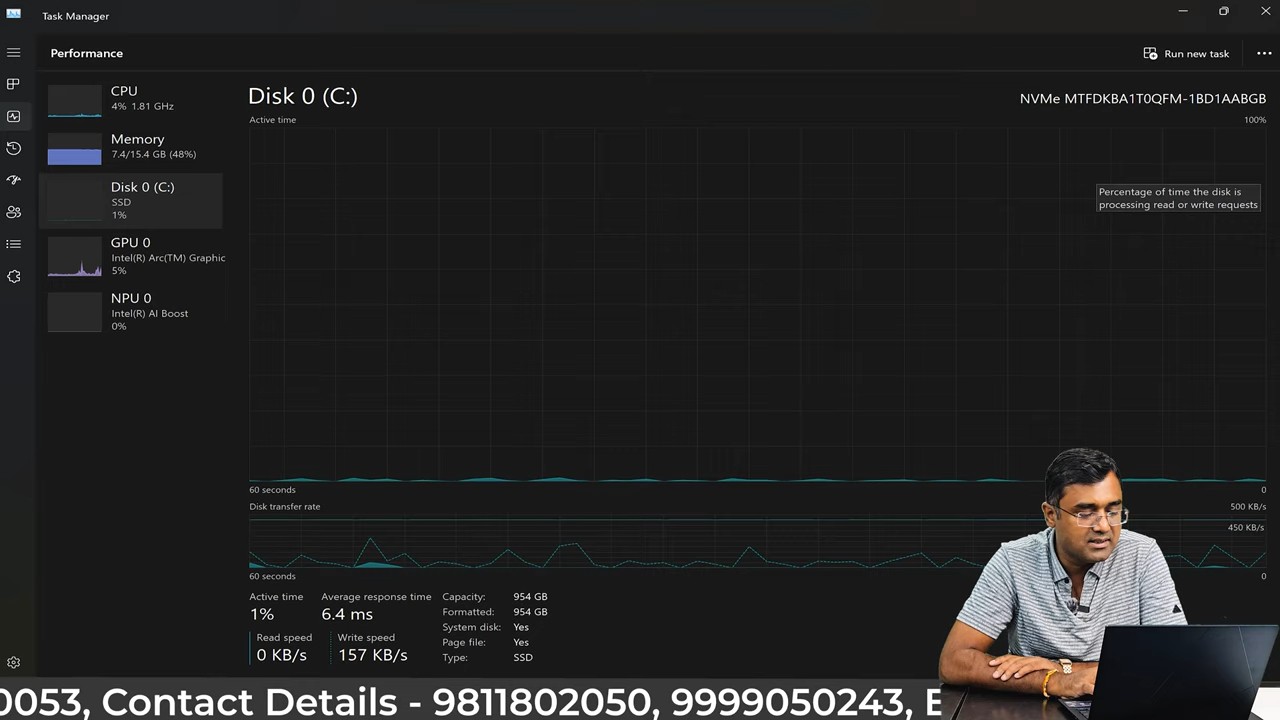 Task Manager
Performance
Run new task
CPU
4% 1.81 GHz
Memory
7.4/15.4 GB (48%)
Disk 0 (C:)
SSD
1%
GPU 0
Intel(R) Arc(TM) Graphic
5%
NPU 0
Intel(R) AI Boost
0%
Disk 0 (C:)
NVMe MTFDKBA1T0QFM-1BD1AABGB
Active time
100%
Percentage of time the disk is
processing read or write requests
60 seconds
0
Disk transfer rate
500 KB/s
450 KB/s
60 seconds
0
Active time
1%
Average response time
6.4 ms
Read speed
0 KB/s
Write speed
157 KB/s
Capacity: 954 GB
Formatted: 954 GB
System disk: Yes
Page file: Yes
Type: SSD
0053, Contact Details - 9811802050, 9999050243, E